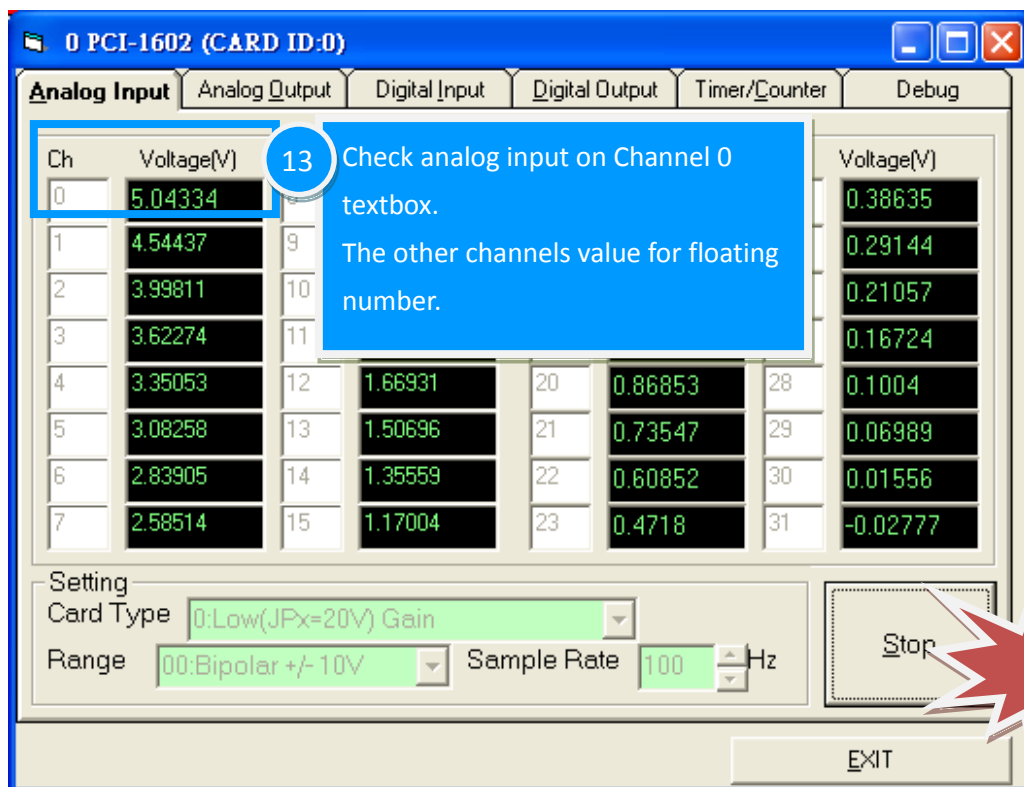 0 PCI-1602 (CARD ID:0)
Analog Input Analog Output Digital Input Digital Output Timer/Counter Debug
Ch Voltage(V) Voltage(V)
13
Check analog input on Channel 0
textbox.
The other channels value for floating
number.
0 5.04334 0.38635
1 4.54437 9 0.29144
2 3.99811 10 0.21057
3 3.62274 11 0.16724
4 3.35053 12 1.66931 20 0.86853 28 0.1004
5 3.08258 13 1.50696 21 0.73547 29 0.06989
6 2.83905 14 1.35559 22 0.60852 30 0.01556
7 2.58514 15 1.17004 23 0.4718 31 -0.02777
Setting
Card Type 0:Low(JPx=20V) Gain
Range 00:Bipolar +/- 10V Sample Rate 100 Hz
Stop
EXIT